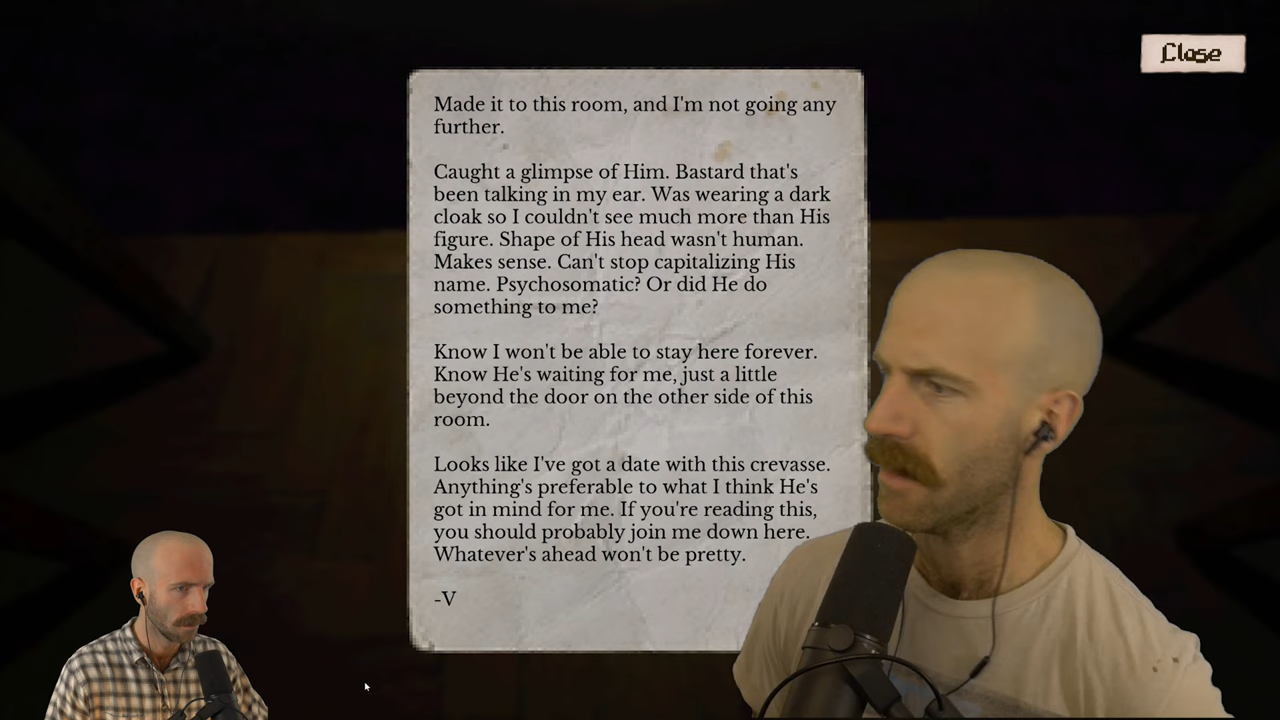 Close
Made it to this room, and I'm not going any
further.
Caught a glimpse of Him. Bastard that's
been talking in my ear. Was wearing a dark
cloak so I couldn't see much more than His
figure. Shape of His head wasn't human.
Makes sense. Can't stop capitalizing His
name. Psychosomatic? Or did He do
something to me?
Know I won't be able to stay here forever.
Know He's waiting for me, just a little
beyond the door on the other side of this
room.
Looks like I've got a date with this crevasse.
Anything's preferable to what I think He's
got in mind for me. If you're reading this,
you should probably join me down here.
Whatever's ahead won't be pretty.
-V